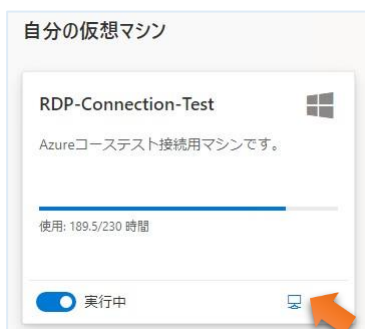 自分の仮想マシン
RDP-Connection-Test
Azureコーステスト接続用マシンです。
使用: 189.5/230 時間
実行中